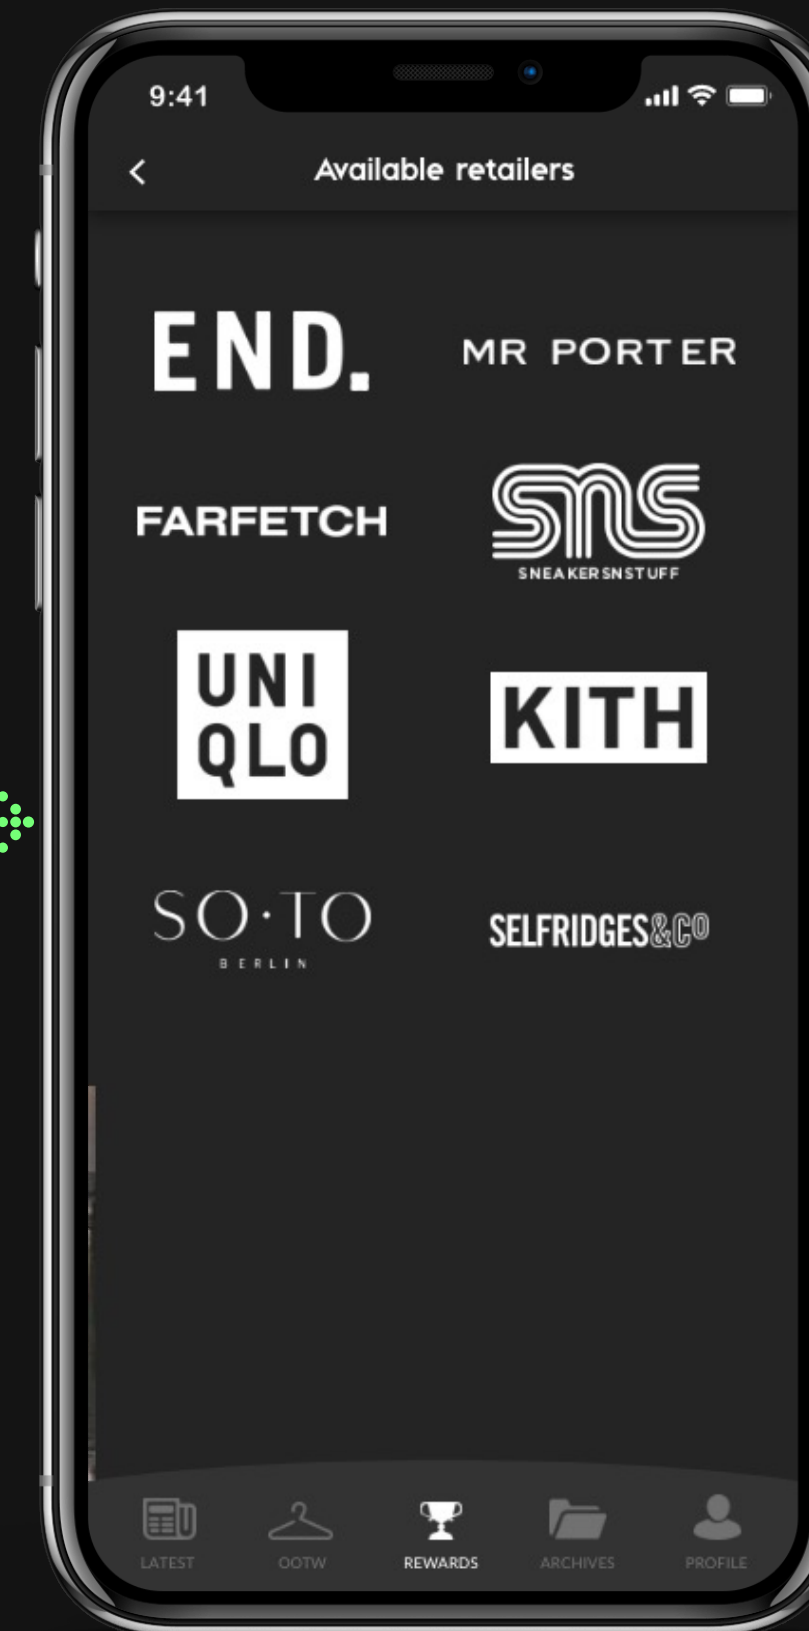 9:41
Available retailers
END.
MR PORTER
FARFETCH
sns
SNEAKERSNSTUFF
UNI
QLO
KITH
SO·TO
BERLIN
SELFRIDGES&CO
LATEST
OOTW
REWARDS
ARCHIVES
PROFILE